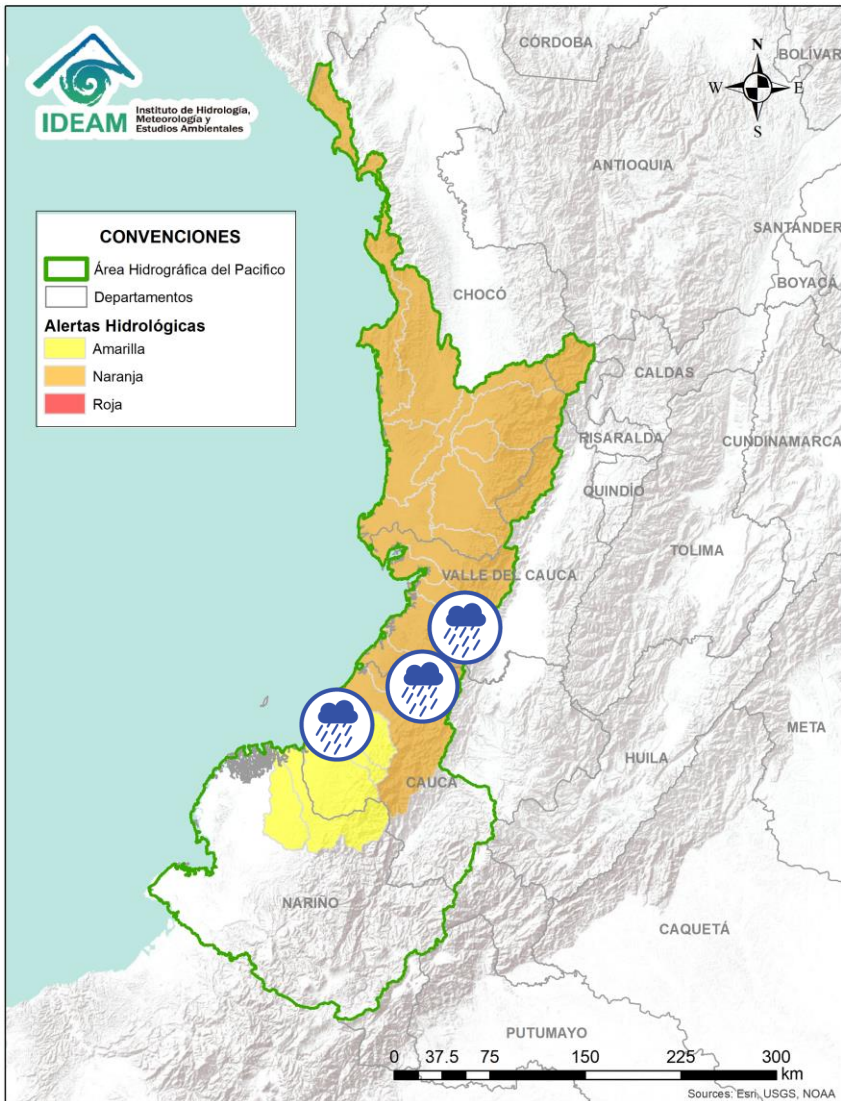 IDEAM
Instituto de Hidrología,
Meteorología y
Estudios Ambientales
CÓRDOBA
BOLÍVAR
N
W
E
S
ANTIOQUIA
SANTANDER
BOYACÁ
CONVENCIONES
Área Hidrográfica del Pacifico
Departamentos
Alertas Hidrológicas
Amarilla
Naranja
Roja
CHOCÓ
CALDAS
RISARALDA
CUNDINAMARCA
QUINDÍO
TOLIMA
VALLE DEL CAUCA
META
HUILA
CAUCA
NARIÑO
CAQUETÁ
PUTUMAYO
0 37.5 75 150 225 300
km
Sources: Esri, USGS, NOAA